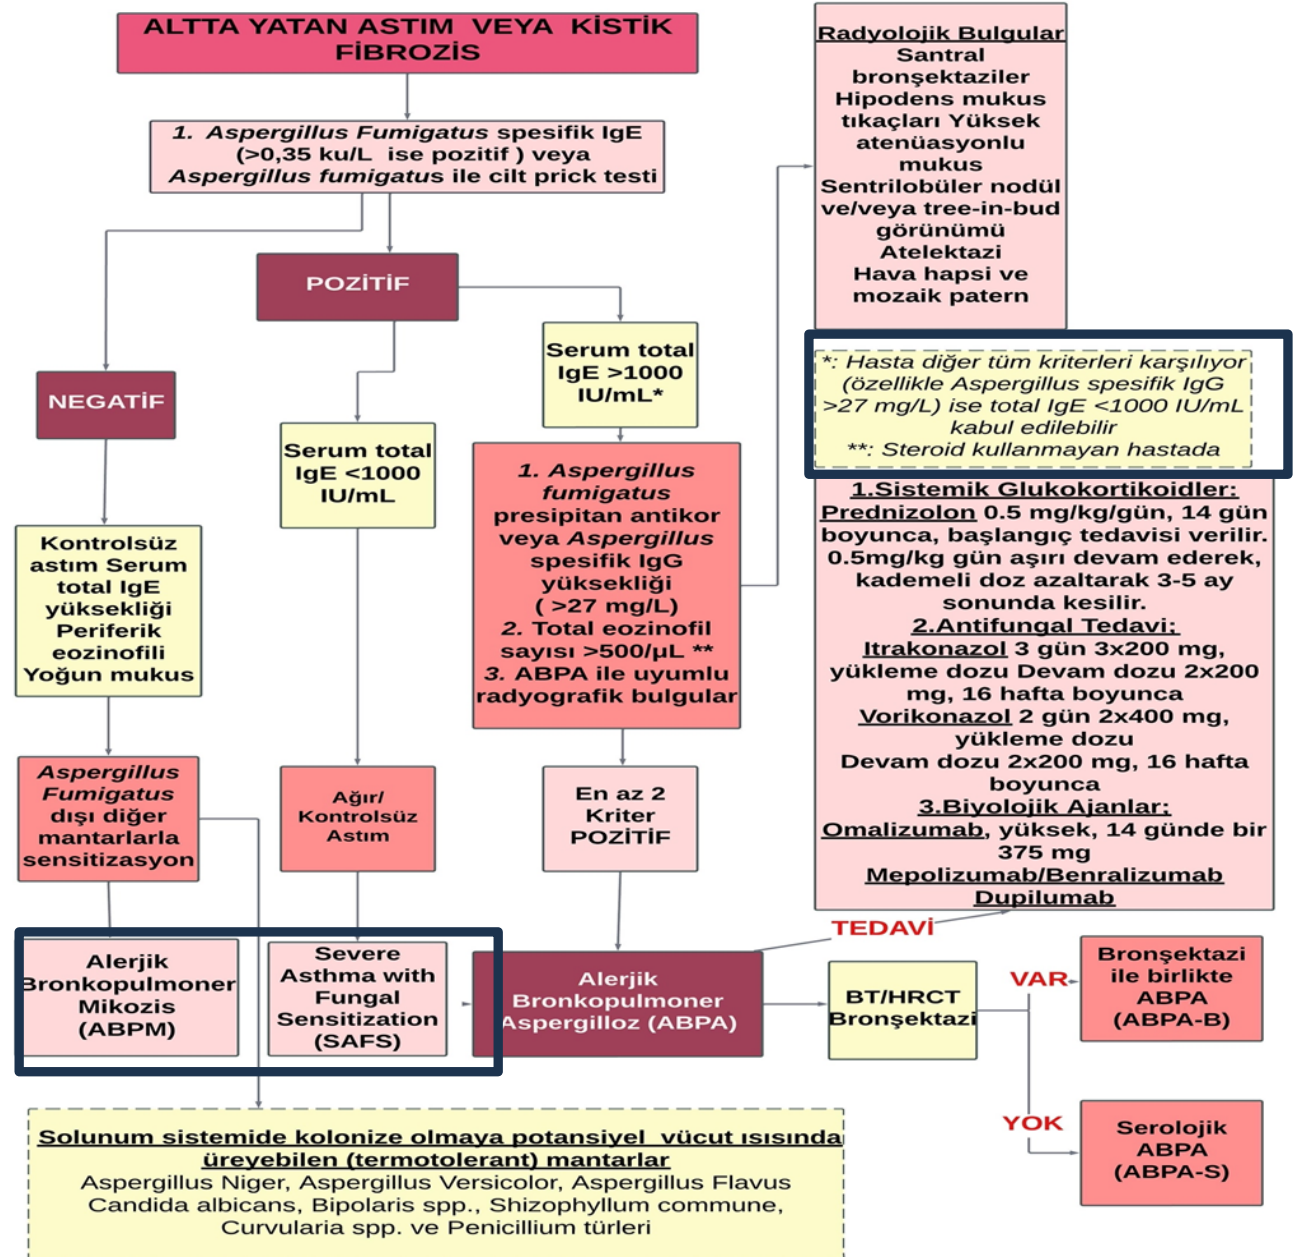 ALTTA YATAN ASTIM VEYA KİSTİK
FİBROZİS
1. Aspergillus Fumigatus spesifik IgE
(>0,35 ku/L ise pozitif ) veya
Aspergillus fumigatus ile cilt prick testi
NEGATİF
POZİTİF
Kontrolsüz
astım Serum
total IgE
yüksekliği
Periferik
eozinofili
Yoğun mukus
Aspergillus
Fumigatus
dışı diğer
mantarlarla
sensitizasyon
Alerjik
Bronkopulmoner
Mikozis
(ABPM)
Serum total
IgE <1000
IU/mL
Ağır/
Kontrolsüz
Astım
Severe
Asthma with
Fungal
Sensitization
(SAFS)
Serum total
IgE >1000
IU/mL*
1. Aspergillus
fumigatus
presipitan antikor
veya Aspergillus
spesifik IgG
yüksekliği
( >27 mg/L)
2. Total eozinofil
sayısı >500/µL **
3. ABPA ile uyumlu
radyografik bulgular
En az 2
Kriter
POZİTİF
Alerjik
Bronkopulmoner
Aspergilloz (ABPA)
Radyolojik Bulgular
Santral
bronşektaziler
Hipodens mukus
tıkaçları Yüksek
atenüasyonlu
mukus
Sentrilobüler nodül
ve/veya tree-in-bud
görünümü
Atelektazi
Hava hapsi ve
mozaik patern
*: Hasta diğer tüm kriterleri karşılıyor
(özellikle Aspergillus spesifik IgG
>27 mg/L) ise total IgE <1000 IU/mL
kabul edilebilir
**: Steroid kullanmayan hastada
1.Sistemik Glukokortikoidler:
Prednizolon 0.5 mg/kg/gün, 14 gün
boyunca, başlangıç tedavisi verilir.
0.5mg/kg gün aşırı devam ederek,
kademeli doz azaltarak 3-5 ay
sonunda kesilir.
2.Antifungal Tedavi;
Itrakonazol 3 gün 3x200 mg,
yükleme dozu Devam dozu 2x200
mg, 16 hafta boyunca
Vorikonazol 2 gün 2x400 mg,
yükleme dozu
Devam dozu 2x200 mg, 16 hafta
boyunca
3.Biyolojik Ajanlar;
Omalizumab, yüksek, 14 günde bir
375 mg
Mepolizumab/Benralizumab
Dupilumab
TEDAVİ
BT/HRCT
Bronşektazi
VAR
Bronşektazi
ile birlikte
ABPA
(ABPA-B)
YOK
Serolojik
ABPA
(ABPA-S)
Solunum sistemide kolonize olmaya potansiyel vücut ısısında
üreyebilen (termotolerant) mantarlar
Aspergillus Niger, Aspergillus Versicolor, Aspergillus Flavus
Candida albicans, Bipolaris spp., Shizophyllum commune,
Curvularia spp. ve Penicillium türleri